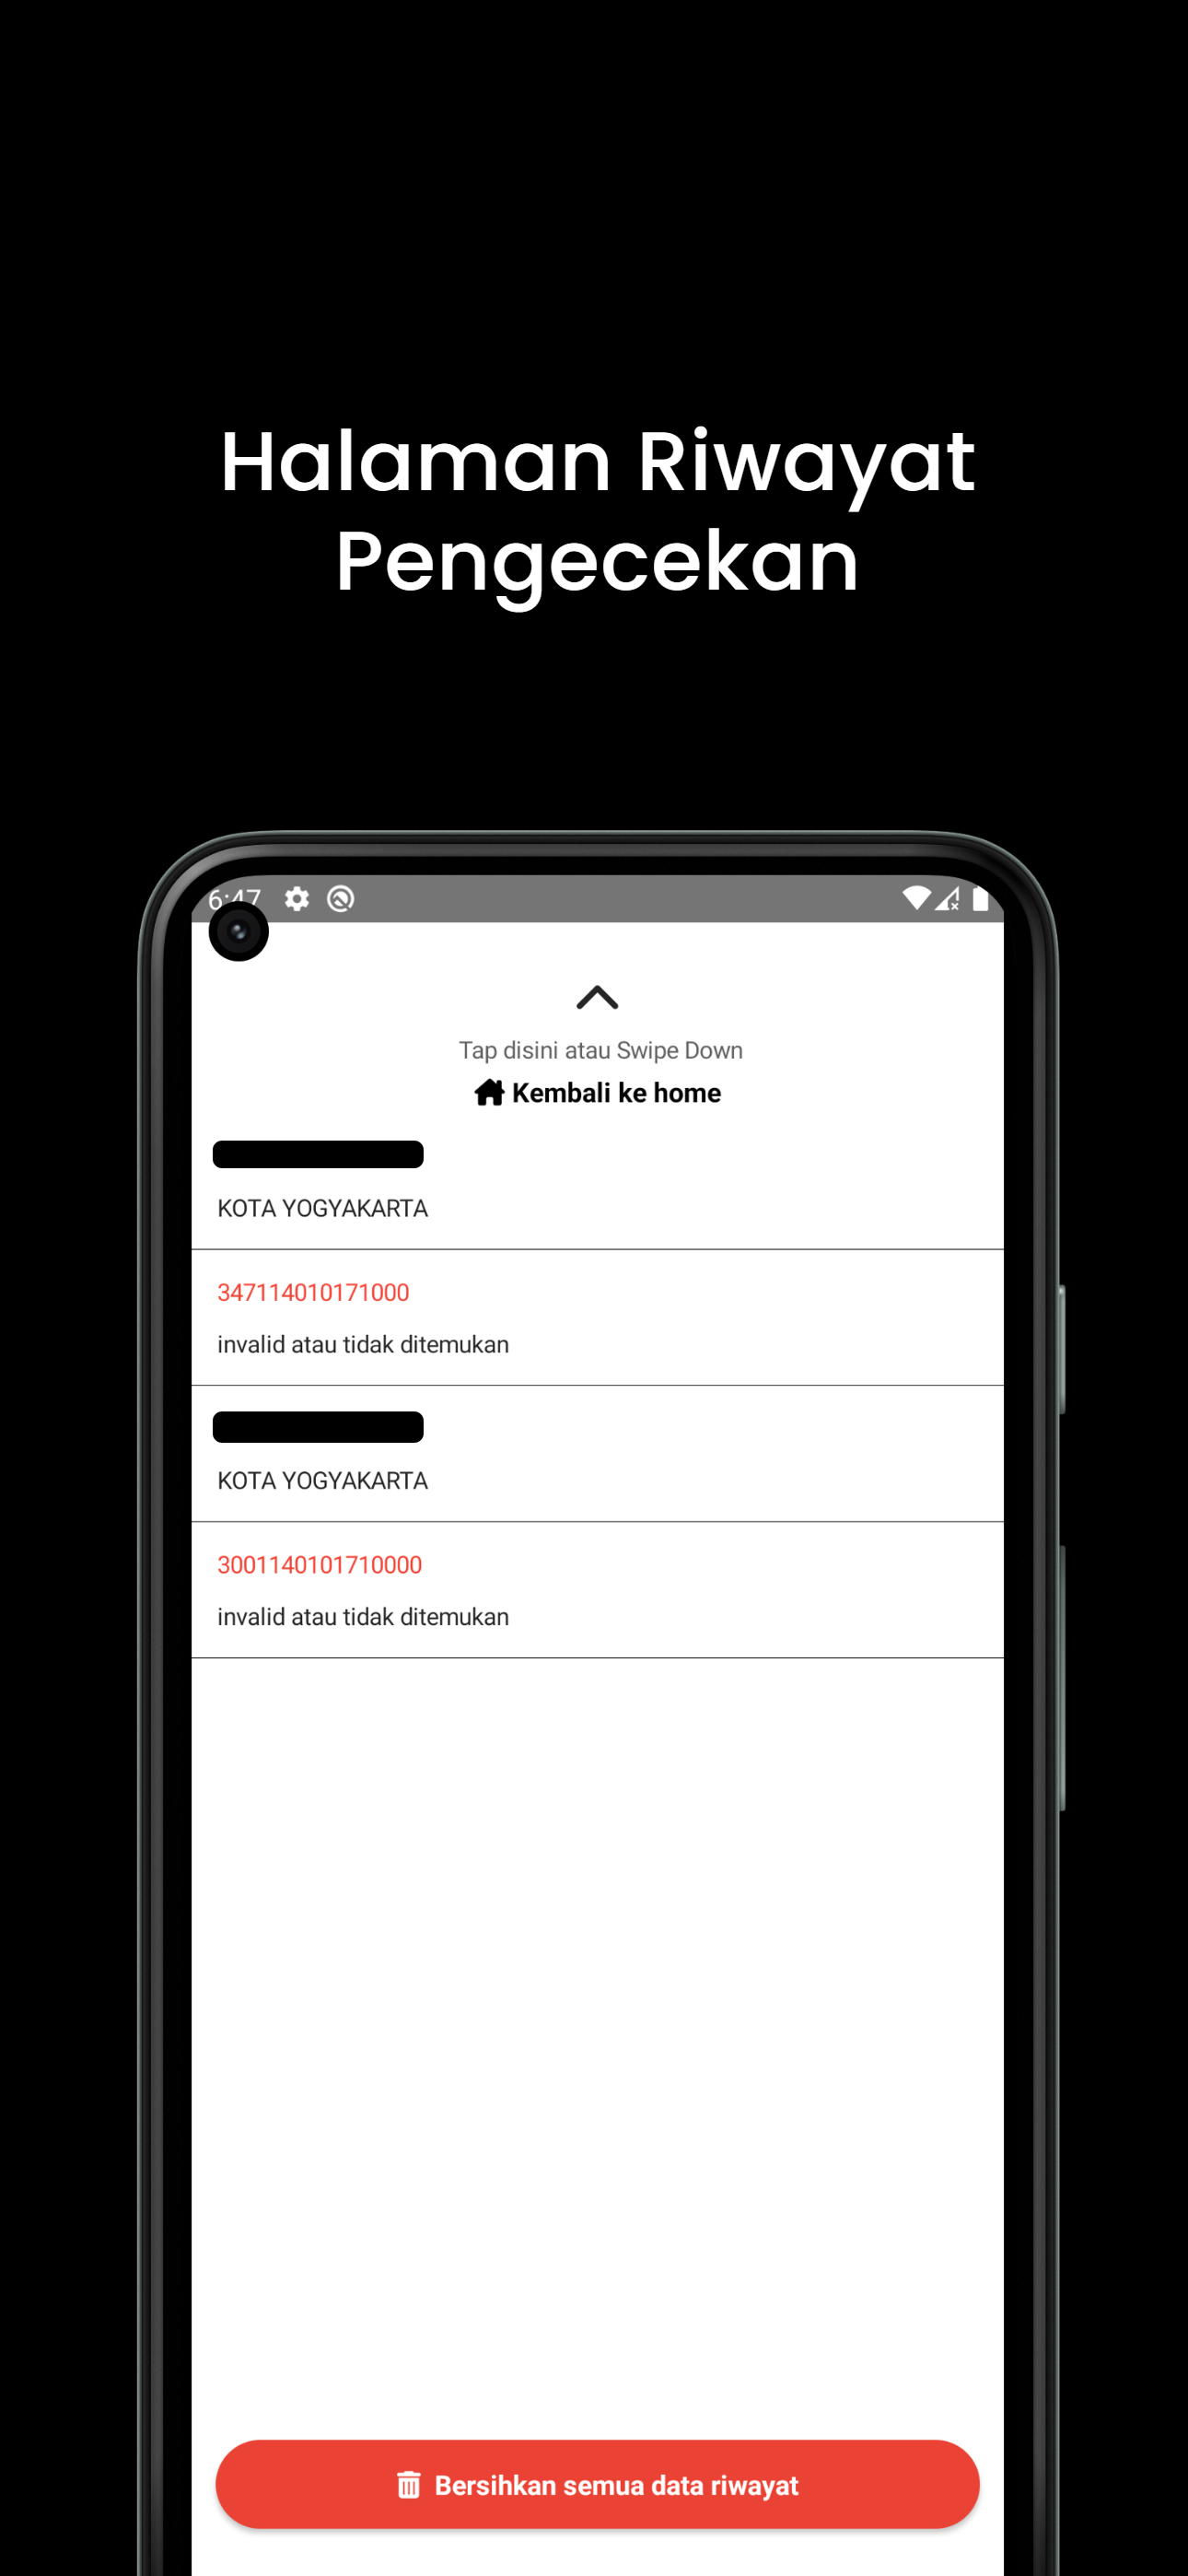 Halaman Riwayat
Pengecekan
6:47
Tap disini atau Swipe Down
Kembali ke home
KOTA YOGYAKARTA
347114010171000
invalid atau tidak ditemukan
KOTA YOGYAKARTA
3001140101710000
invalid atau tidak ditemukan
Bersihkan semua data riwayat